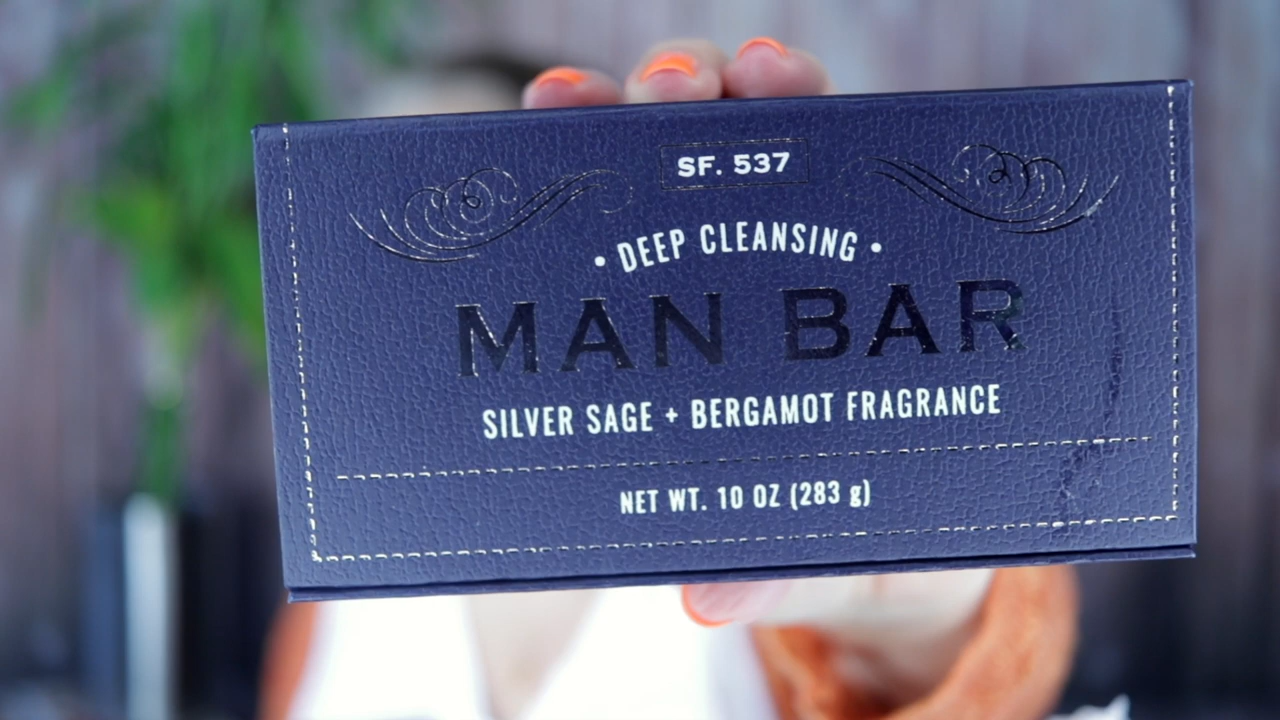 SF. 537
• DEEP CLEANSING •
MAN BAR
SILVER SAGE + BERGAMOT FRAGRANCE
NET WT. 10 OZ (283 g)